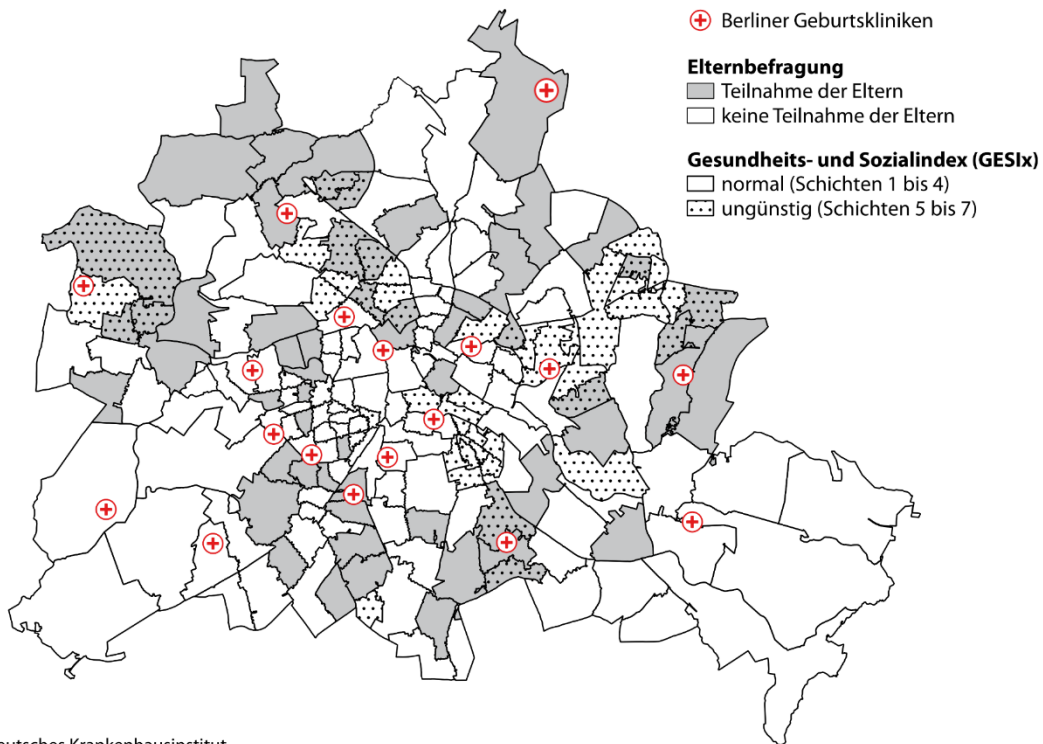 Berliner Geburtskliniken
Elternbefragung
Teilnahme der Eltern
keine Teilnahme der Eltern
Gesundheits- und Sozialindex (GESIx)
normal (Schichten 1 bis 4)
ungünstig (Schichten 5 bis 7)